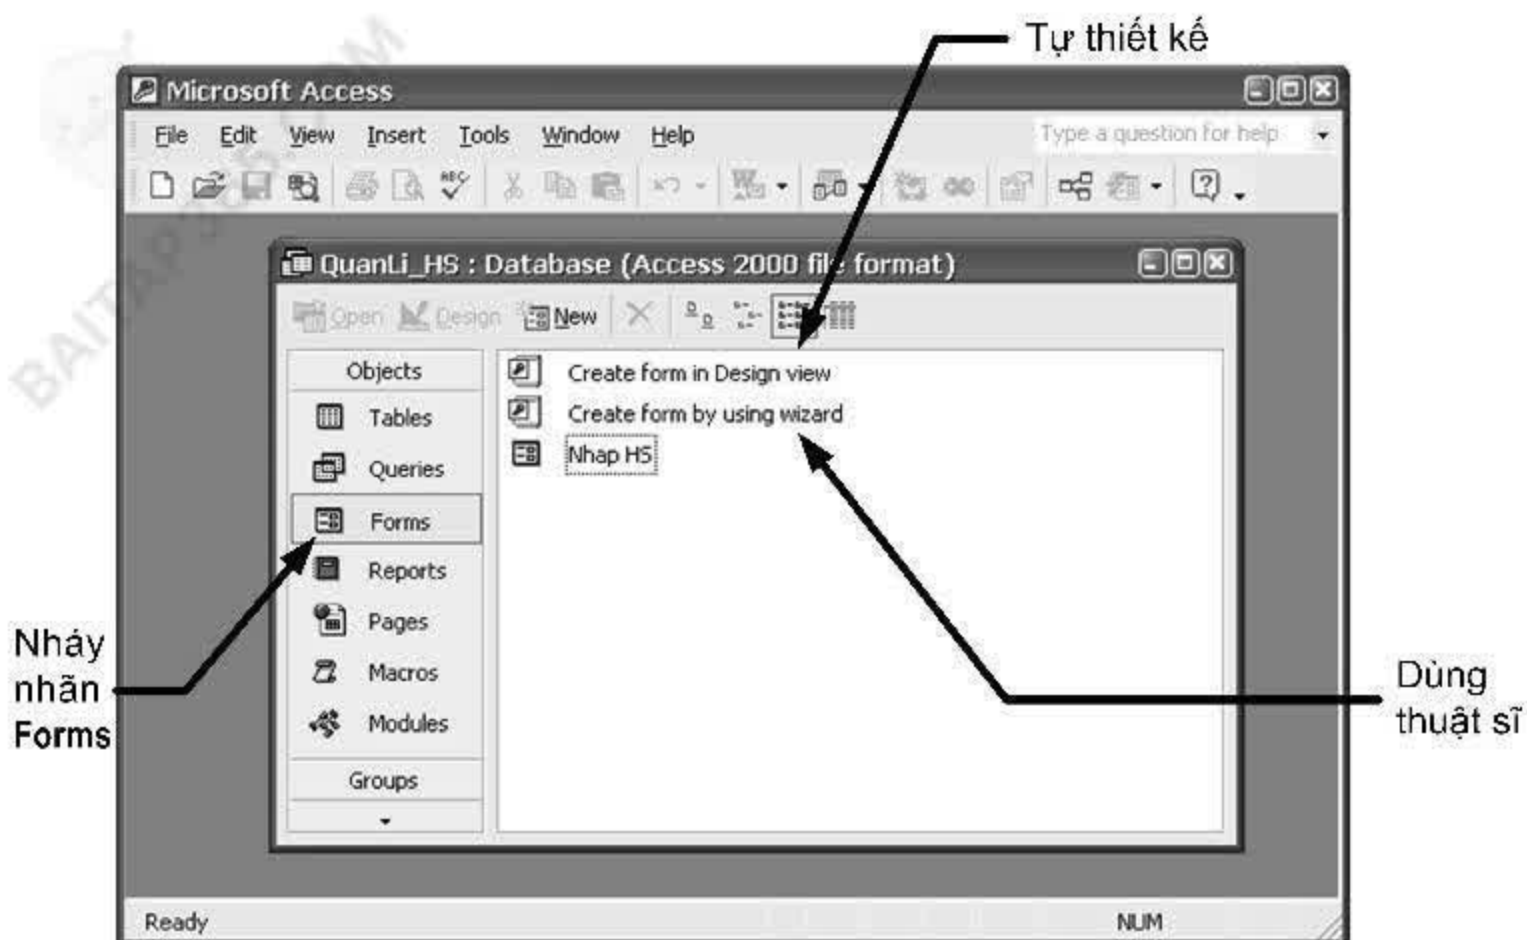 Tự thiết kế
Microsoft Access
File Edit View Insert Tools Window Help Type a question for help
QuanLi_HS : Database (Access 2000 file format)
Open Design New
Objects
Create form in Design view
Tables
Create form by using wizard
Queries
Nhap HS
Forms
Reports
Pages
Macros
Modules
Groups
Nháy
nhãn
Forms
Dùng
thuật sĩ
Ready NUM
BAITAP365.COM